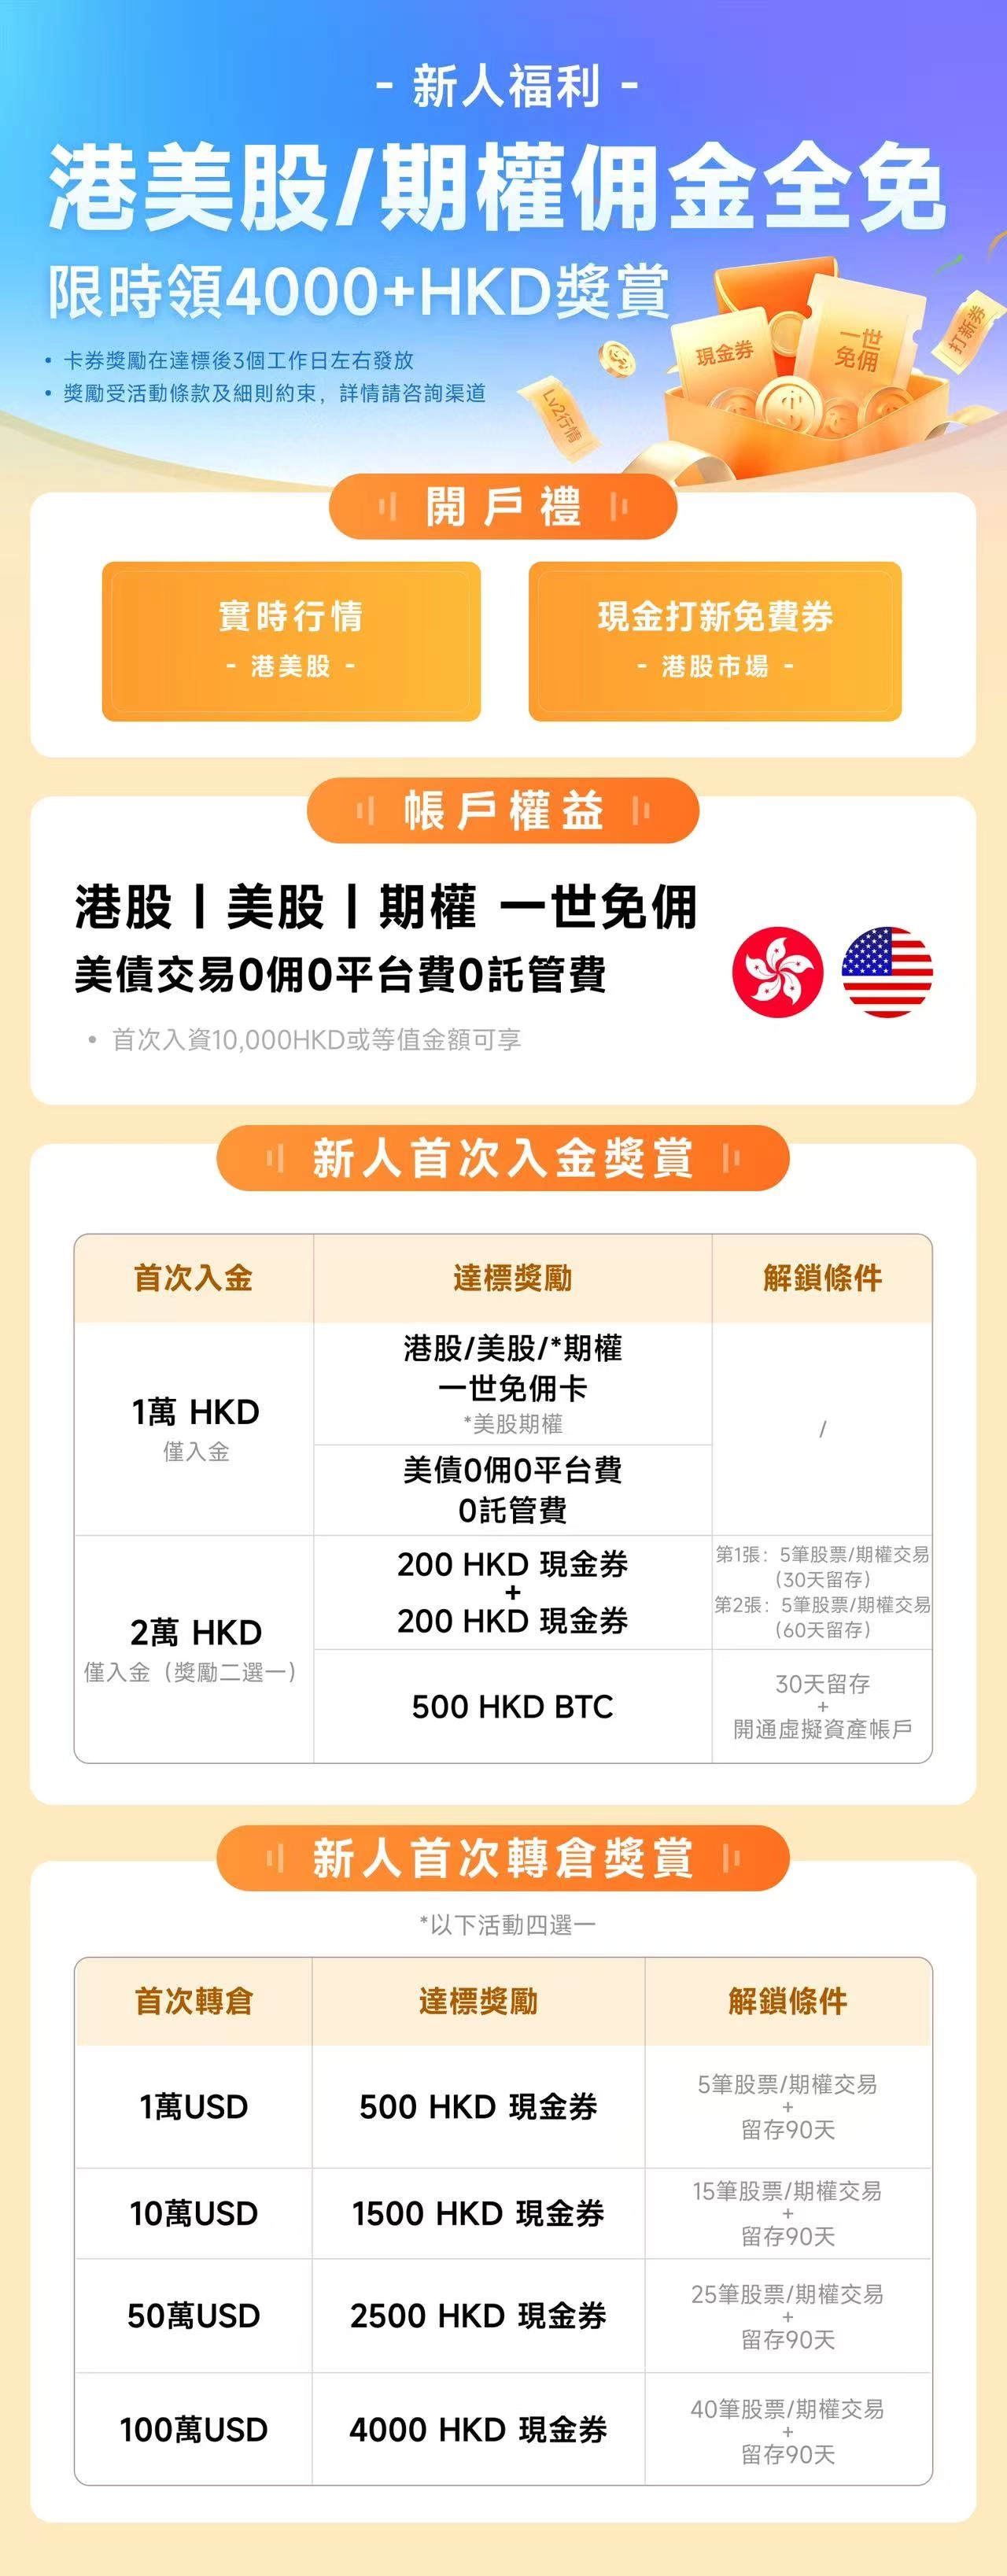 - 新人福利 -
港美股/期權佣金全免
限時領4000+HKD獎賞
• 卡券獎勵在達標後3個工作日左右發放
• 獎勵受活動條款及細則約束，詳情請咨詢渠道
現金券
一世
免佣
打新券
Lv2行情
開戶禮
實時行情
- 港美股 -
現金打新免費券
- 港股市場 -
帳戶權益
港股丨美股丨期權 一世免佣
美債交易0佣0平台費0託管費
• 首次入資10,000HKD或等值金額可享
新人首次入金獎賞
首次入金
達標獎勵
解鎖條件
1萬 HKD
僅入金
港股/美股/*期權
一世免佣卡
*美股期權
/
美債0佣0平台費
0託管費
2萬 HKD
僅入金（獎勵二選一）
200 HKD 現金券
+
200 HKD 現金券
第1張：5筆股票/期權交易
（30天留存）
第2張：5筆股票/期權交易
（60天留存）
500 HKD BTC
30天留存
+
開通虛擬資產帳戶
新人首次轉倉獎賞
*以下活動四選一
首次轉倉
達標獎勵
解鎖條件
1萬USD
500 HKD 現金券
5筆股票/期權交易
+
留存90天
10萬USD
1500 HKD 現金券
15筆股票/期權交易
+
留存90天
50萬USD
2500 HKD 現金券
25筆股票/期權交易
+
留存90天
100萬USD
4000 HKD 現金券
40筆股票/期權交易
+
留存90天